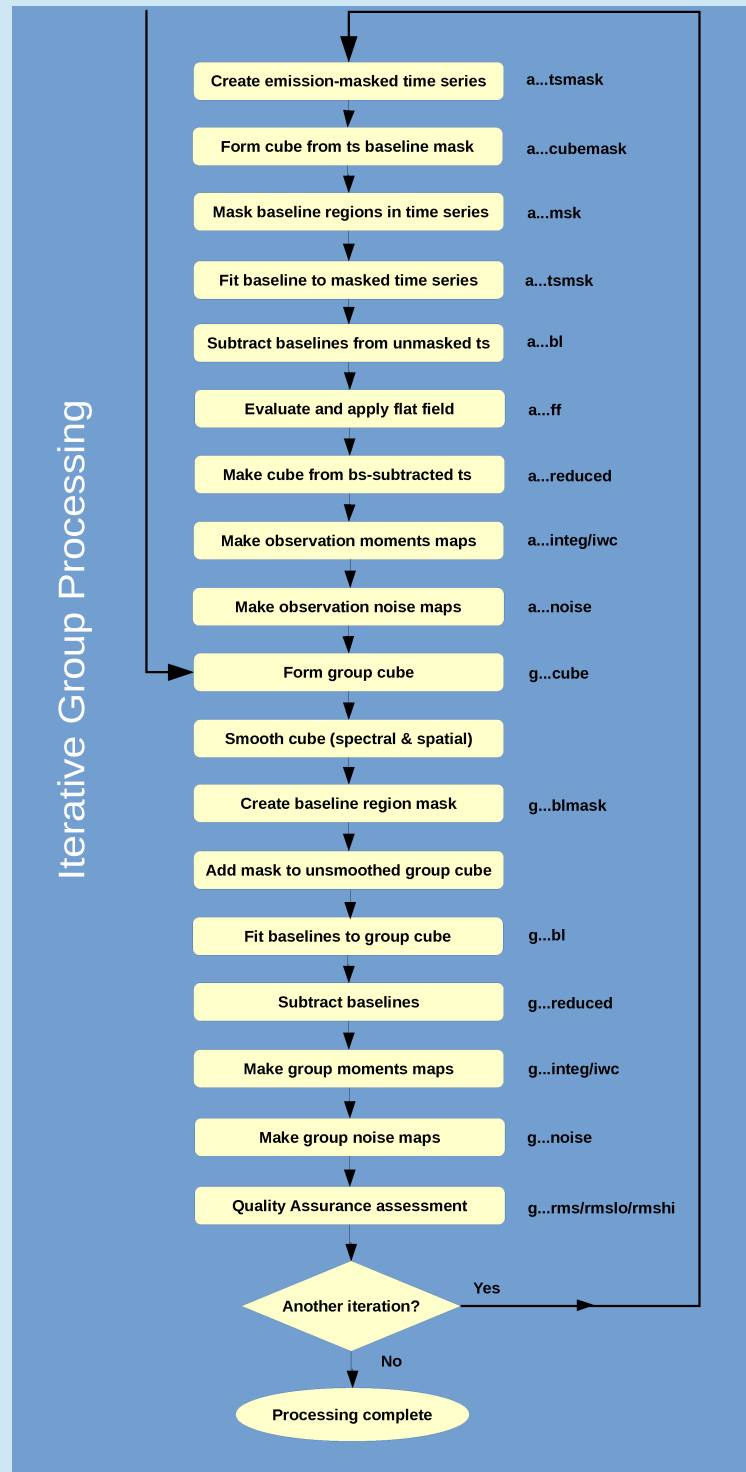 Iterative Group Processing
Create emission-masked time series a...tsmask
Form cube from ts baseline mask a...cubemask
Mask baseline regions in time series a...msk
Fit baseline to masked time series a...tsmsk
Subtract baselines from unmasked ts a...bl
Evaluate and apply flat field a...ff
Make cube from bs-subtracted ts a...reduced
Make observation moments maps a...integ/iwc
Make observation noise maps a...noise
Form group cube g...cube
Smooth cube (spectral & spatial)
Create baseline region mask g...blmask
Add mask to unsmoothed group cube
Fit baselines to group cube g...bl
Subtract baselines g...reduced
Make group moments maps g...integ/iwc
Make group noise maps g...noise
Quality Assurance assessment g...rms/rmslo/rmshi
Yes
Another iteration?
No
Processing complete